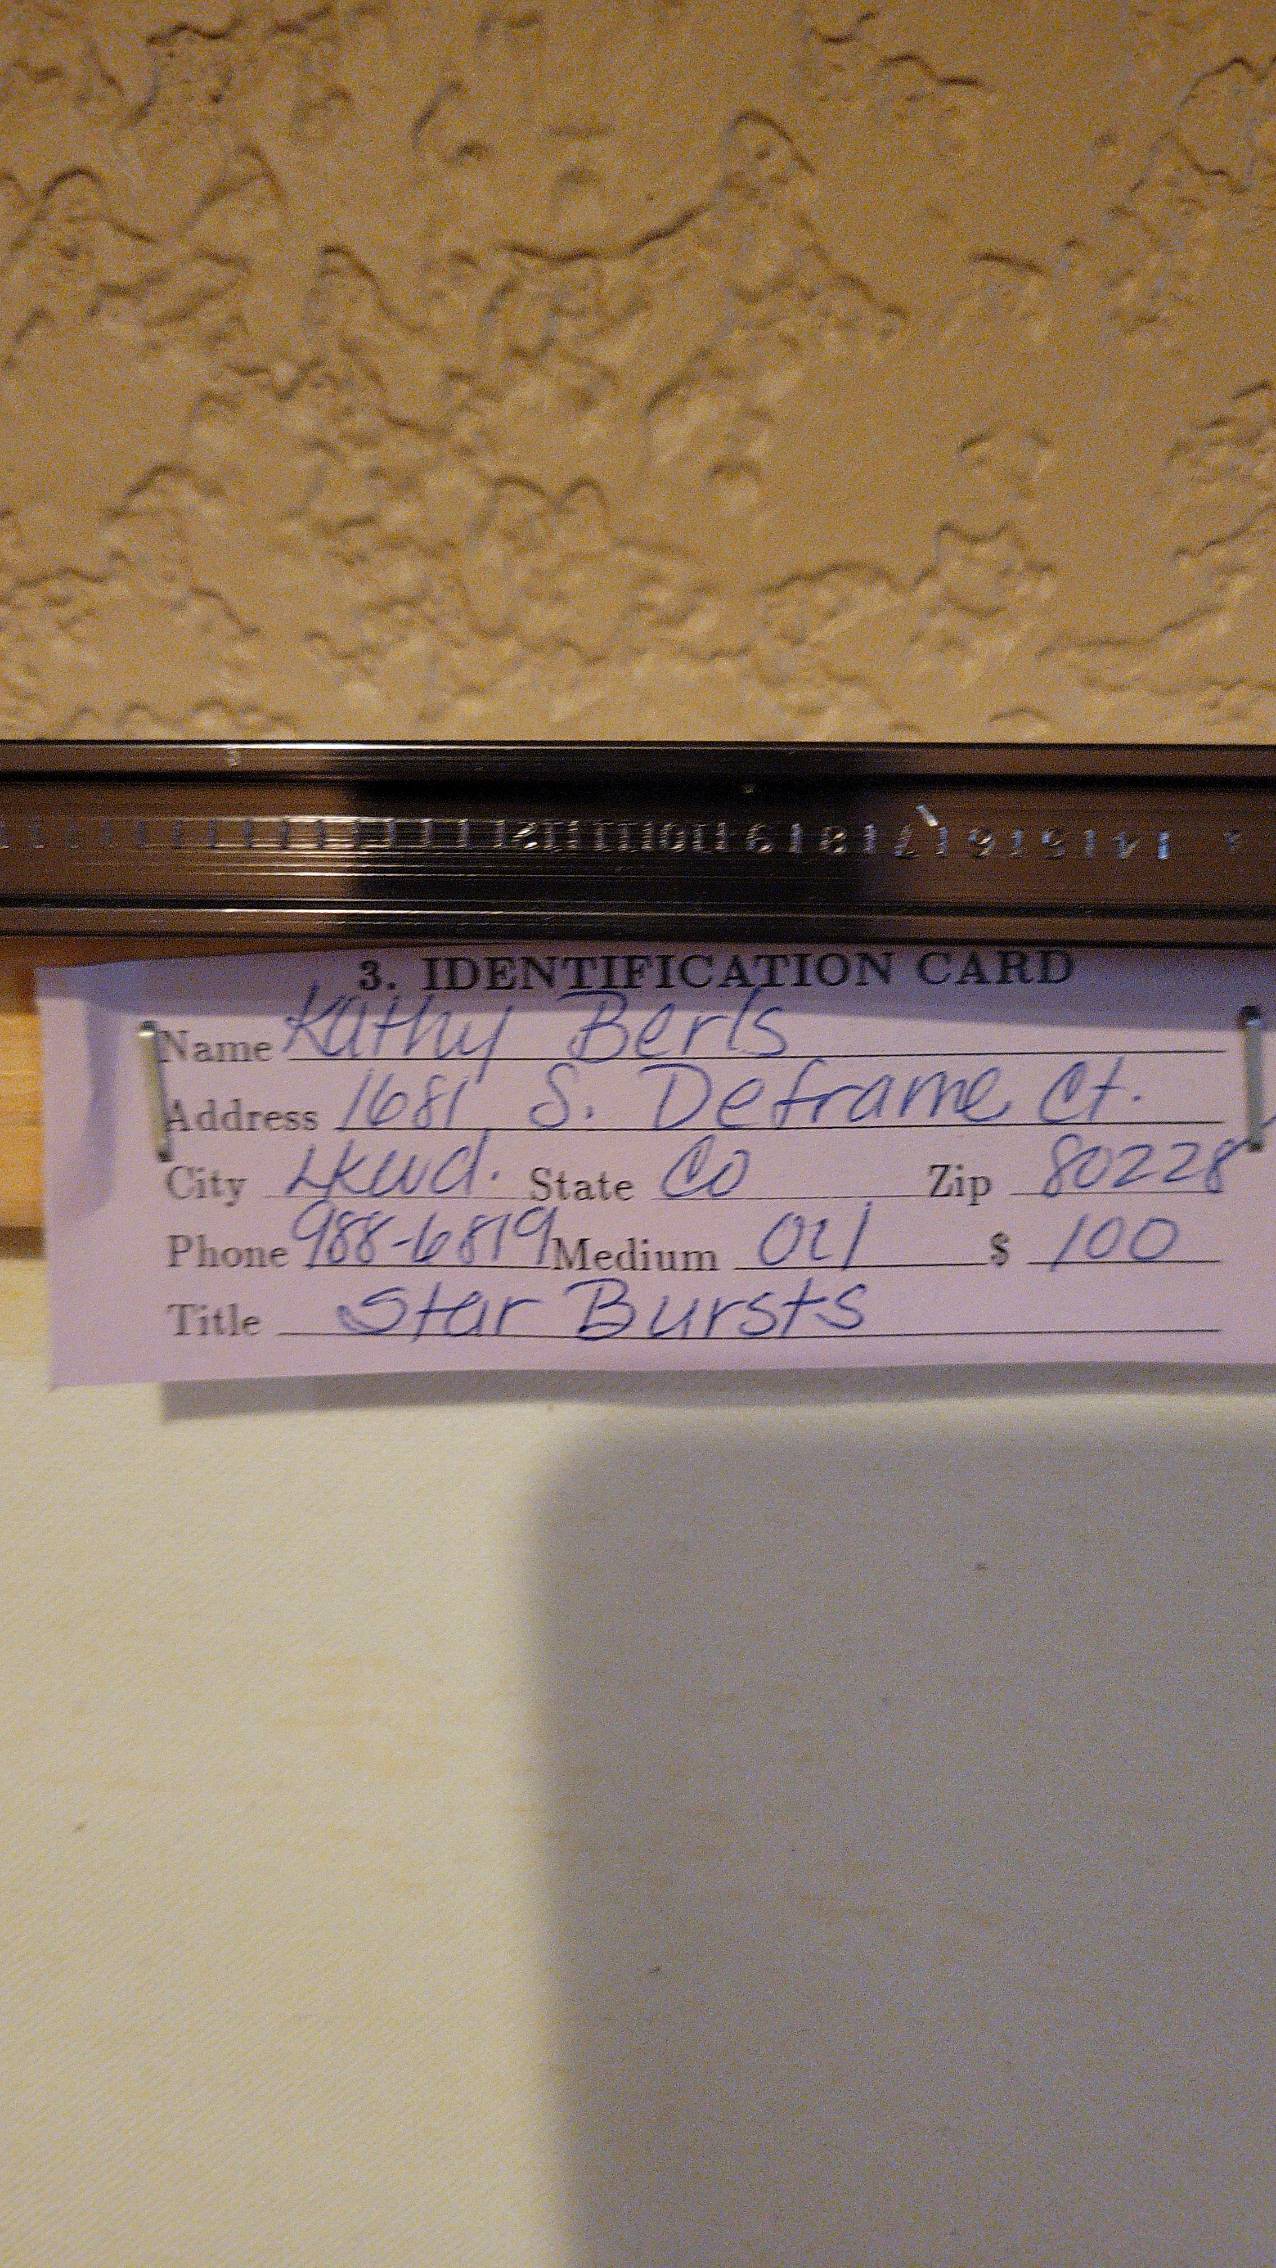 3. IDENTIFICATION CARD
Name Kathy Berls
Address 1681 S. Deframe Ct.
City Lkwd. State CO Zip 80228
Phone 988-6819 Medium Oil $ 100
Title Star Bursts